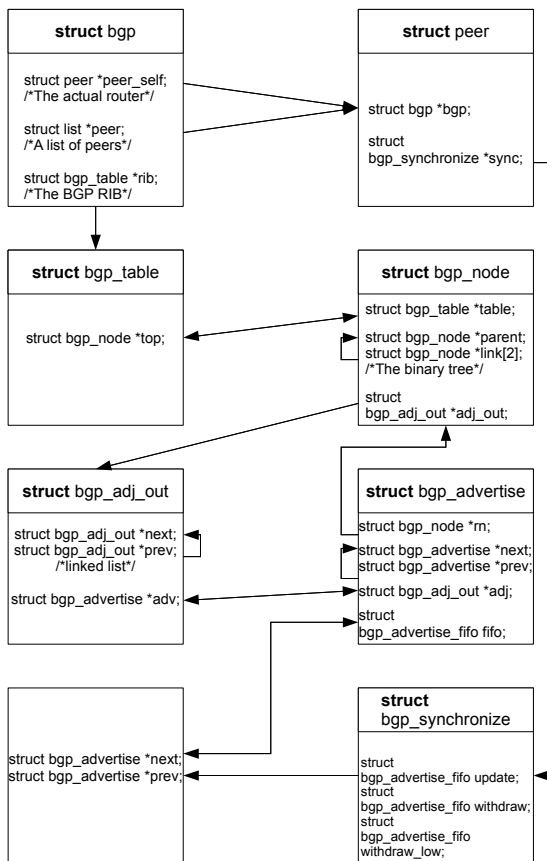 struct bgp
struct peer *peer_self;
/*The actual router*/
struct list *peer;
/*A list of peers*/
struct bgp_table *rib;
/*The BGP RIB*/
struct peer
struct bgp *bgp;
struct
bgp_synchronize *sync;
struct bgp_table
struct bgp_node *top;
struct bgp_node
struct bgp_table *table;
struct bgp_node *parent;
struct bgp_node *link[2];
/*The binary tree*/
struct
bgp_adj_out *adj_out;
struct bgp_adj_out
struct bgp_adj_out *next;
struct bgp_adj_out *prev;
/*linked list*/
struct bgp_advertise *adv;
struct bgp_advertise
struct bgp_node *rn;
struct bgp_advertise *next;
struct bgp_advertise *prev;
struct bgp_adj_out *adj;
struct
bgp_advertise_fifo fifo;
struct bgp_advertise *next;
struct bgp_advertise *prev;
struct
bgp_synchronize
struct
bgp_advertise_fifo update;
struct
bgp_advertise_fifo withdraw;
struct
bgp_advertise_fifo
withdraw_low;